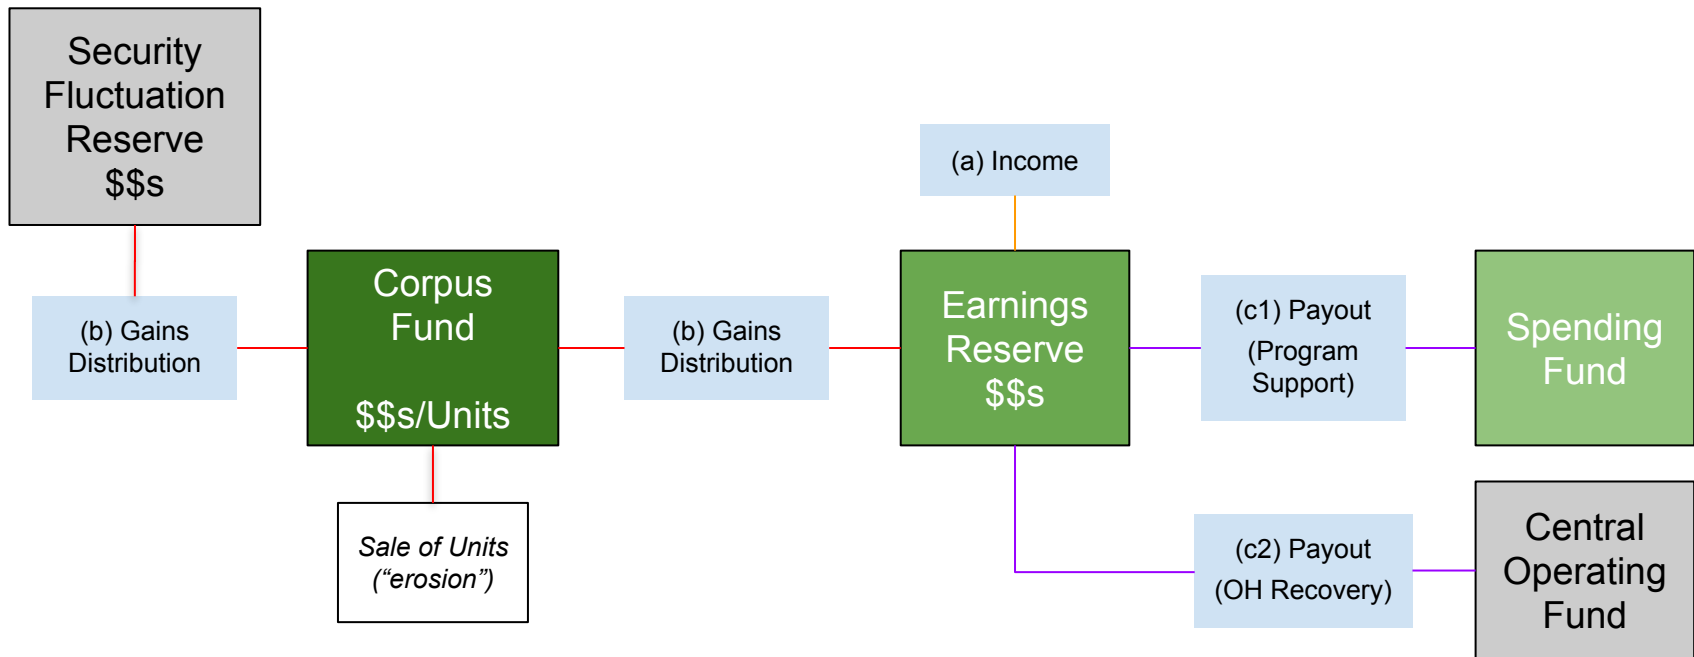 Security
Fluctuation
Reserve
$$s
(a) Income
(b) Gains
Distribution
Corpus
Fund
$$s/Units
(b) Gains
Distribution
Earnings
Reserve
$$s
(c1) Payout
(Program
Support)
Spending
Fund
Sale of Units
(“erosion”)
(c2) Payout
(OH Recovery)
Central
Operating
Fund